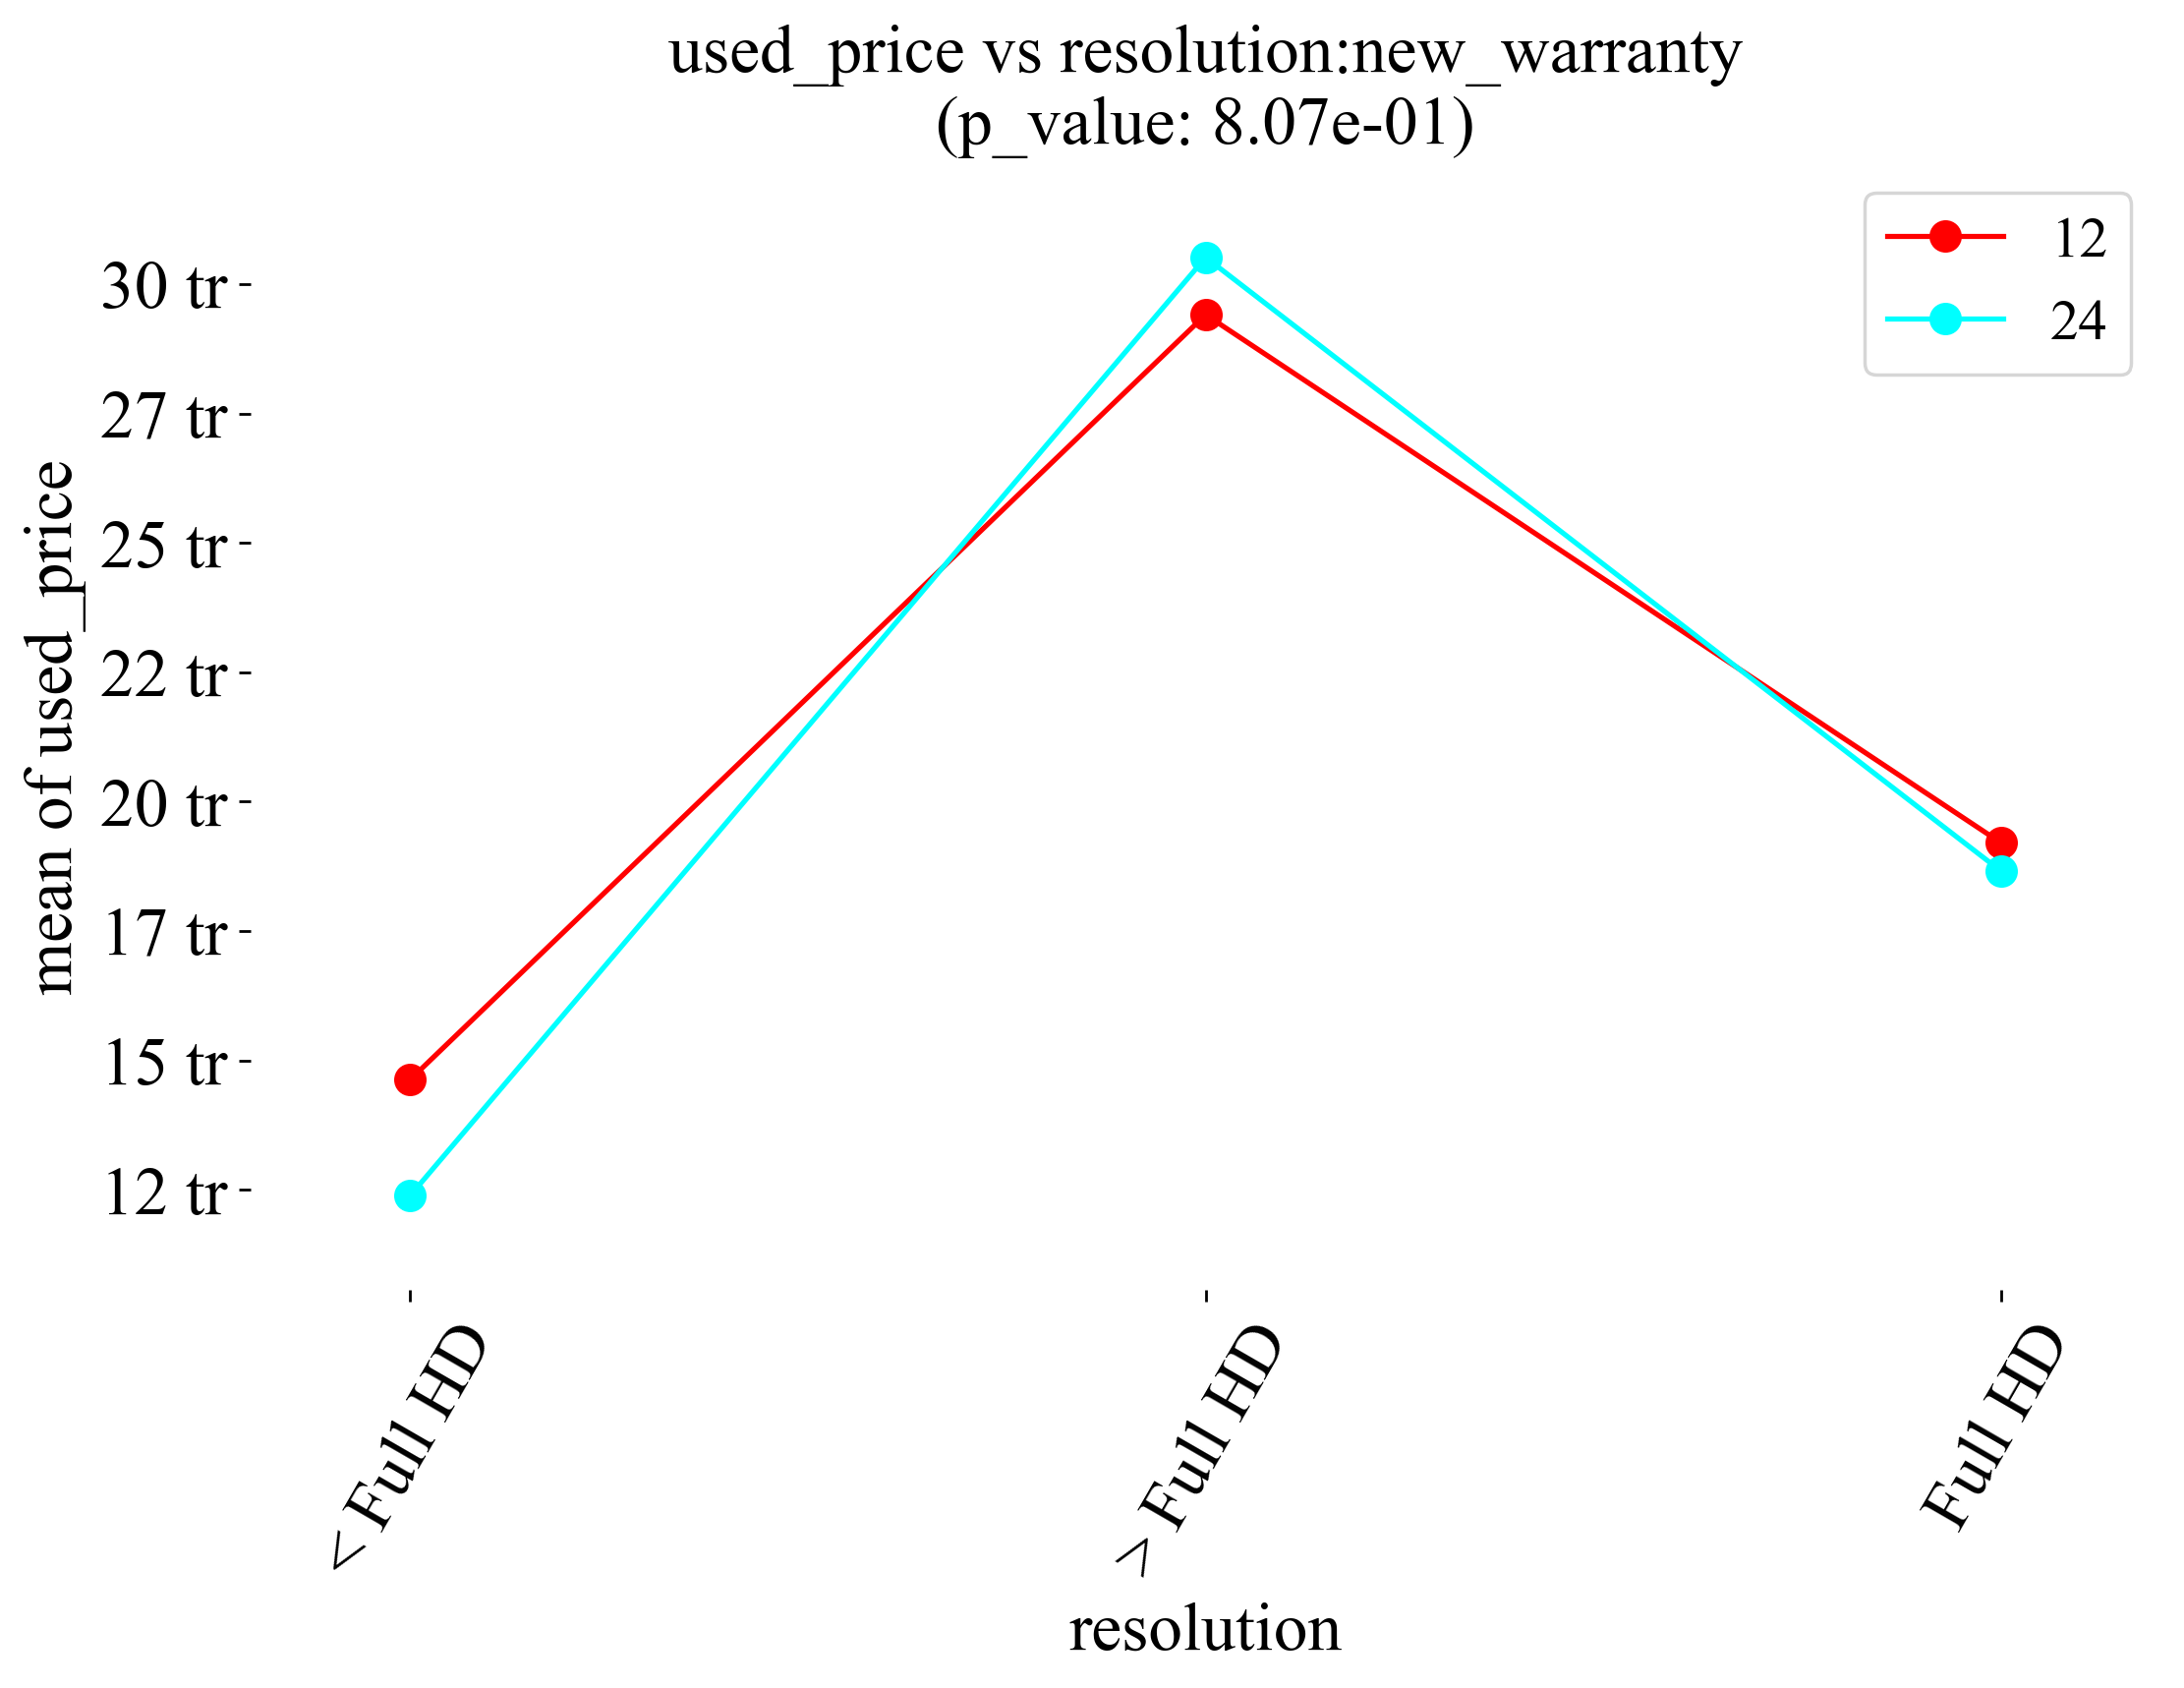 used_price vs resolution:new_warranty
(p_value: 8.07e-01)
12
24
30 tr
27 tr
25 tr
22 tr
20 tr
17 tr
15 tr
12 tr
mean of used_price
< Full HD
> Full HD
Full HD
resolution